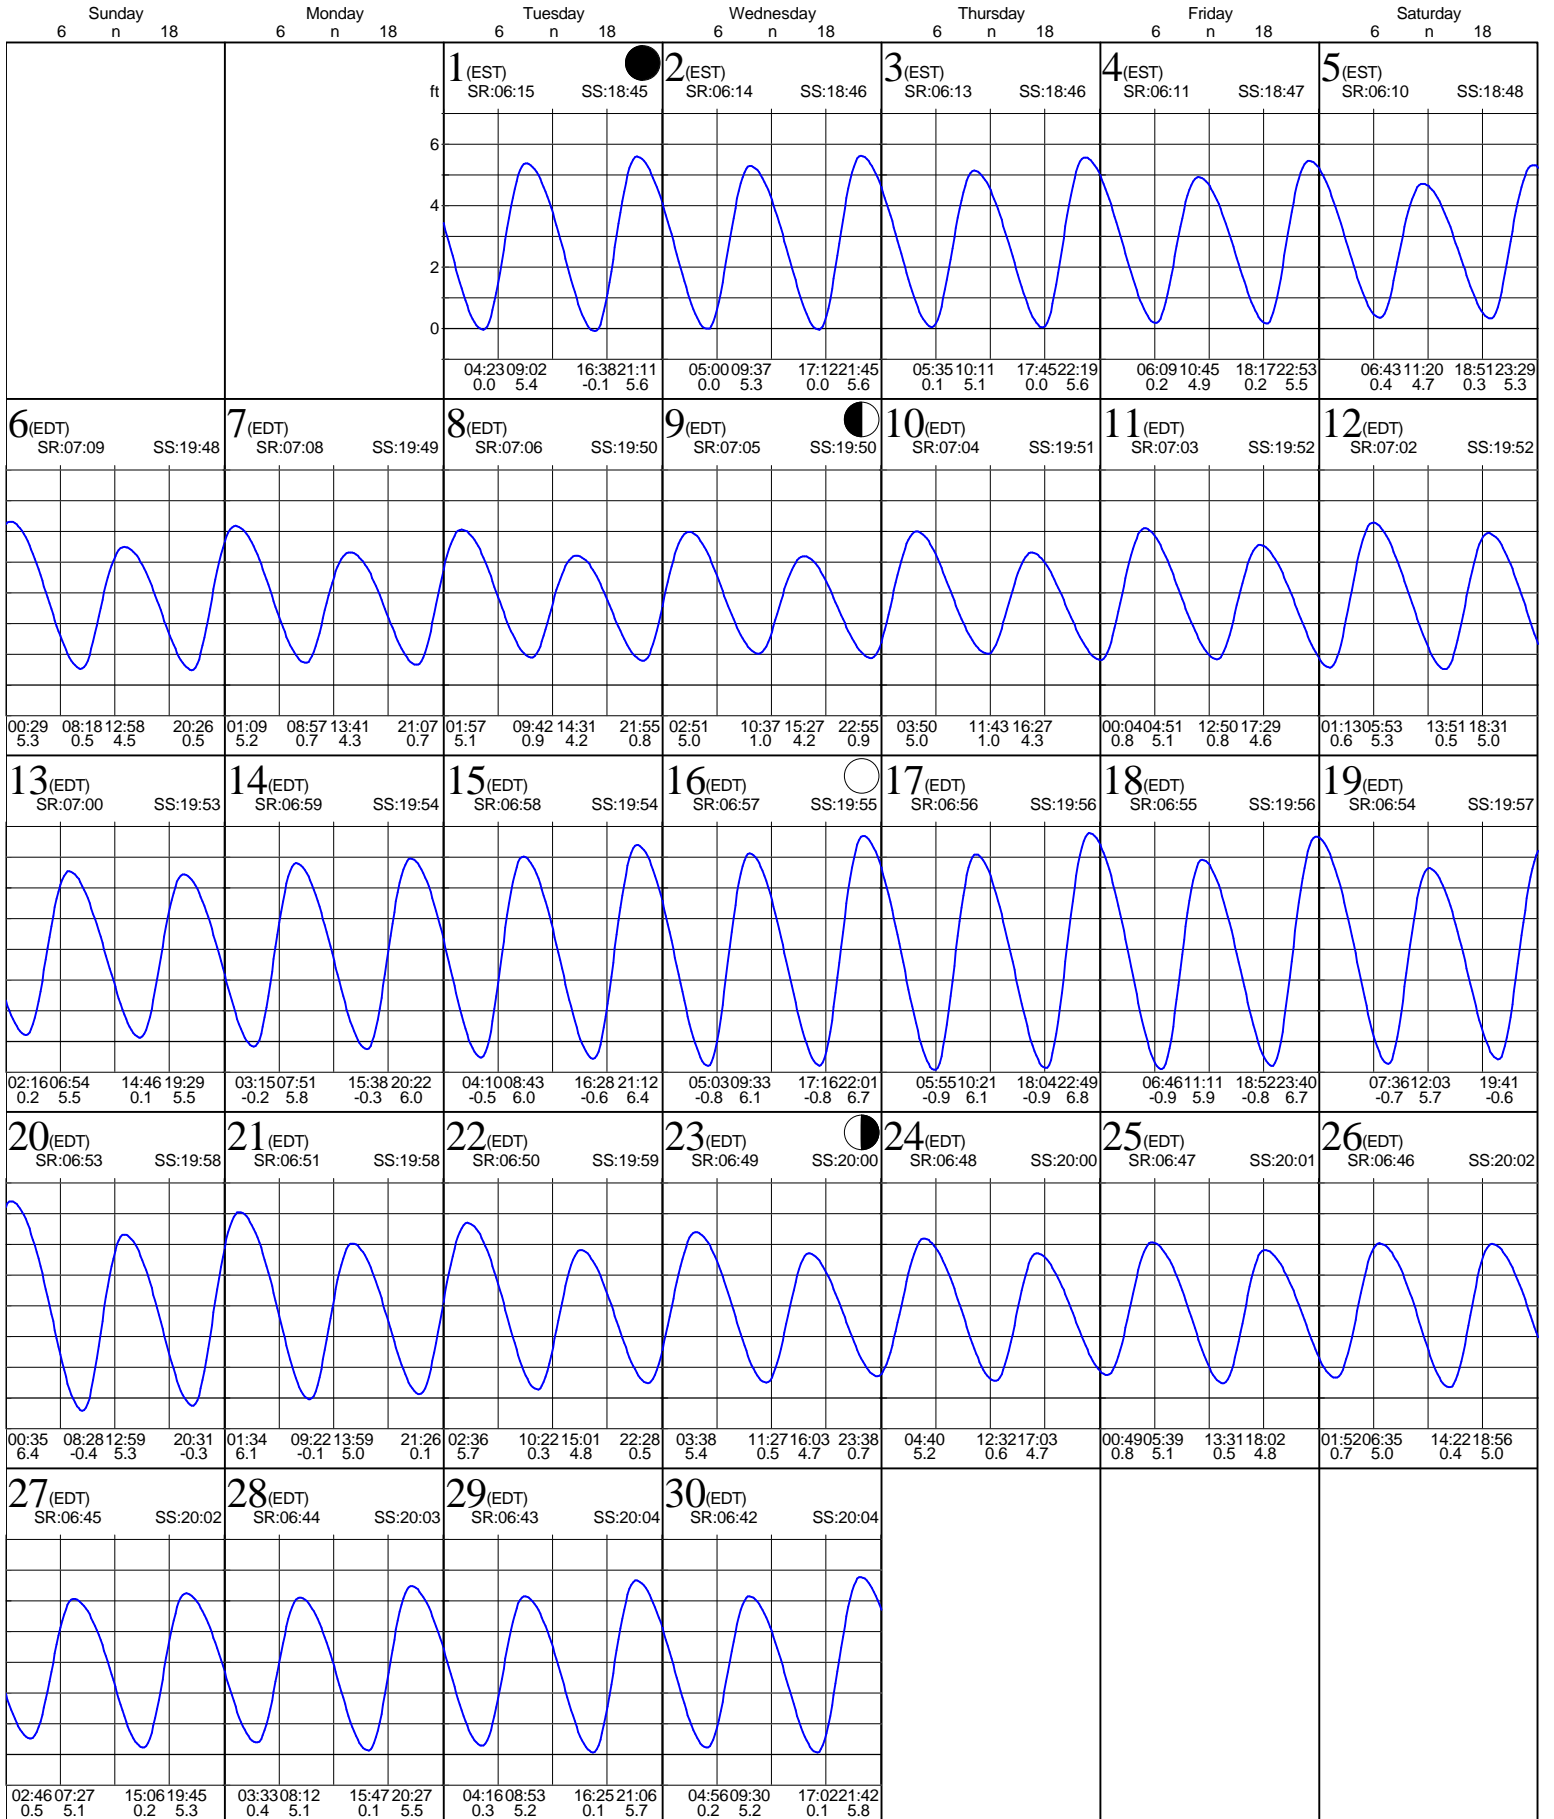 Sunday Monday Tuesday Wednesday Thursday Friday Saturday
6 n 18 6 n 18 6 n 18 6 n 18 6 n 18 6 n 18 6 n 18
1(EST) 2(EST) 3(EST) 4(EST) 5(EST)
ft SR:06:15 SS:18:45 SR:06:14 SS:18:46 SR:06:13 SS:18:46 SR:06:11 SS:18:47 SR:06:10 SS:18:48
6
4
2
0
04:23 09:02 16:38 21:11 05:00 09:37 17:12 21:45 05:35 10:11 17:45 22:19 06:09 10:45 18:17 22:53 06:43 11:20 18:51 23:29
0.0 5.4 -0.1 5.6 0.0 5.3 0.0 5.6 0.1 5.1 0.0 5.6 0.2 4.9 0.2 5.5 0.4 4.7 0.3 5.3
6(EDT) 7(EDT) 8(EDT) 9(EDT) 10(EDT) 11(EDT) 12(EDT)
SR:07:09 SS:19:48 SR:07:08 SS:19:49 SR:07:06 SS:19:50 SR:07:05 SS:19:50 SR:07:04 SS:19:51 SR:07:03 SS:19:52 SR:07:02 SS:19:52
00:29 08:18 12:58 20:26 01:09 08:57 13:41 21:07 01:57 09:42 14:31 21:55 02:51 10:37 15:27 22:55 03:50 11:43 16:27 00:04 04:51 12:50 17:29 01:13 05:53 13:51 18:31
5.3 0.5 4.5 0.5 5.2 0.7 4.3 0.7 5.1 0.9 4.2 0.8 5.0 1.0 4.2 0.9 5.0 1.0 4.3 0.8 5.1 0.8 4.6 0.6 5.3 0.5 5.0
13(EDT) 14(EDT) 15(EDT) 16(EDT) 17(EDT) 18(EDT) 19(EDT)
SR:07:00 SS:19:53 SR:06:59 SS:19:54 SR:06:58 SS:19:54 SR:06:57 SS:19:55 SR:06:56 SS:19:56 SR:06:55 SS:19:56 SR:06:54 SS:19:57
02:16 06:54 14:46 19:29 03:15 07:51 15:38 20:22 04:10 08:43 16:28 21:12 05:03 09:33 17:16 22:01 05:55 10:21 18:04 22:49 06:46 11:11 18:52 23:40 07:36 12:03 19:41
0.2 5.5 0.1 5.5 -0.2 5.8 -0.3 6.0 -0.5 6.0 -0.6 6.4 -0.8 6.1 -0.8 6.7 -0.9 6.1 -0.9 6.8 -0.9 5.9 -0.8 6.7 -0.7 5.7 -0.6
20(EDT) 21(EDT) 22(EDT) 23(EDT) 24(EDT) 25(EDT) 26(EDT)
SR:06:53 SS:19:58 SR:06:51 SS:19:58 SR:06:50 SS:19:59 SR:06:49 SS:20:00 SR:06:48 SS:20:00 SR:06:47 SS:20:01 SR:06:46 SS:20:02
00:35 08:28 12:59 20:31 01:34 09:22 13:59 21:26 02:36 10:22 15:01 22:28 03:38 11:27 16:03 23:38 04:40 12:32 17:03 00:49 05:39 13:31 18:02 01:52 06:35 14:22 18:56
6.4 -0.4 5.3 -0.3 6.1 -0.1 5.0 0.1 5.7 0.3 4.8 0.5 5.4 0.5 4.7 0.7 5.2 0.6 4.7 0.8 5.1 0.5 4.8 0.7 5.0 0.4 5.0
27(EDT) 28(EDT) 29(EDT) 30(EDT)
SR:06:45 SS:20:02 SR:06:44 SS:20:03 SR:06:43 SS:20:04 SR:06:42 SS:20:04
02:46 07:27 15:06 19:45 03:33 08:12 15:47 20:27 04:16 08:53 16:25 21:06 04:56 09:30 17:02 21:42
0.5 5.1 0.2 5.3 0.4 5.1 0.1 5.5 0.3 5.2 0.1 5.7 0.2 5.2 0.1 5.8